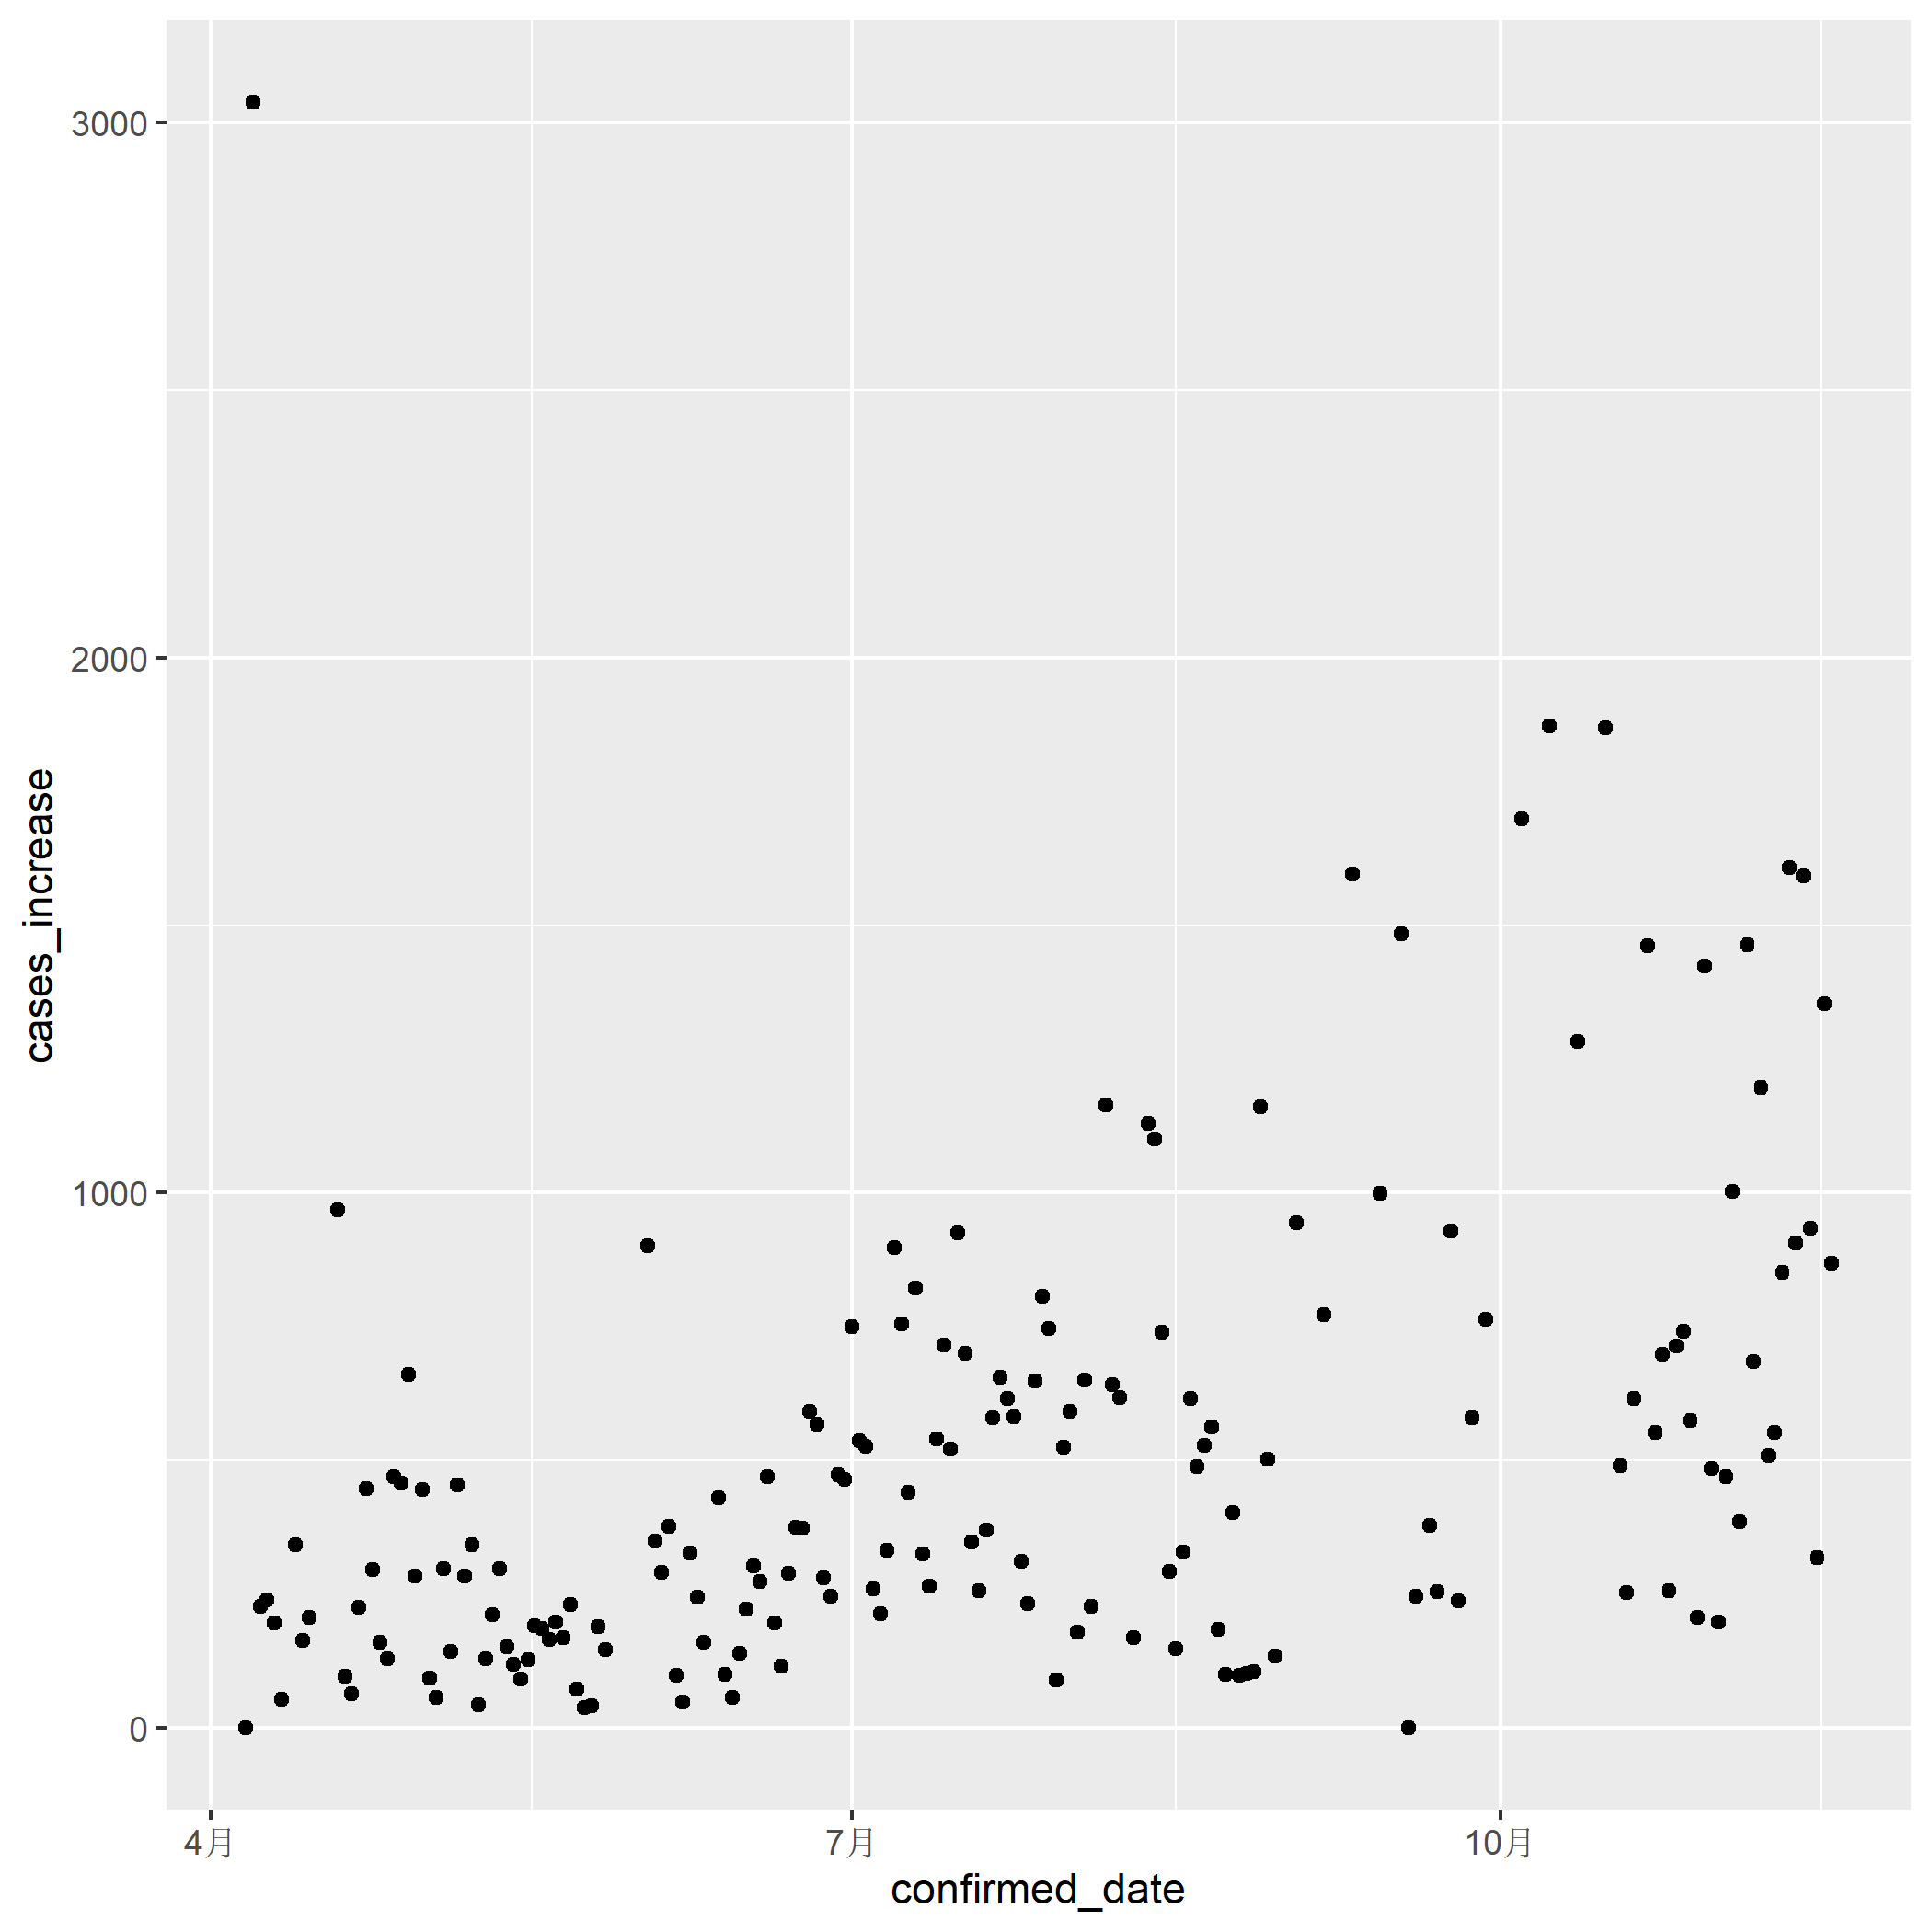 cases_increase
3000
2000
1000
0
4月
7月
10月
confirmed_date